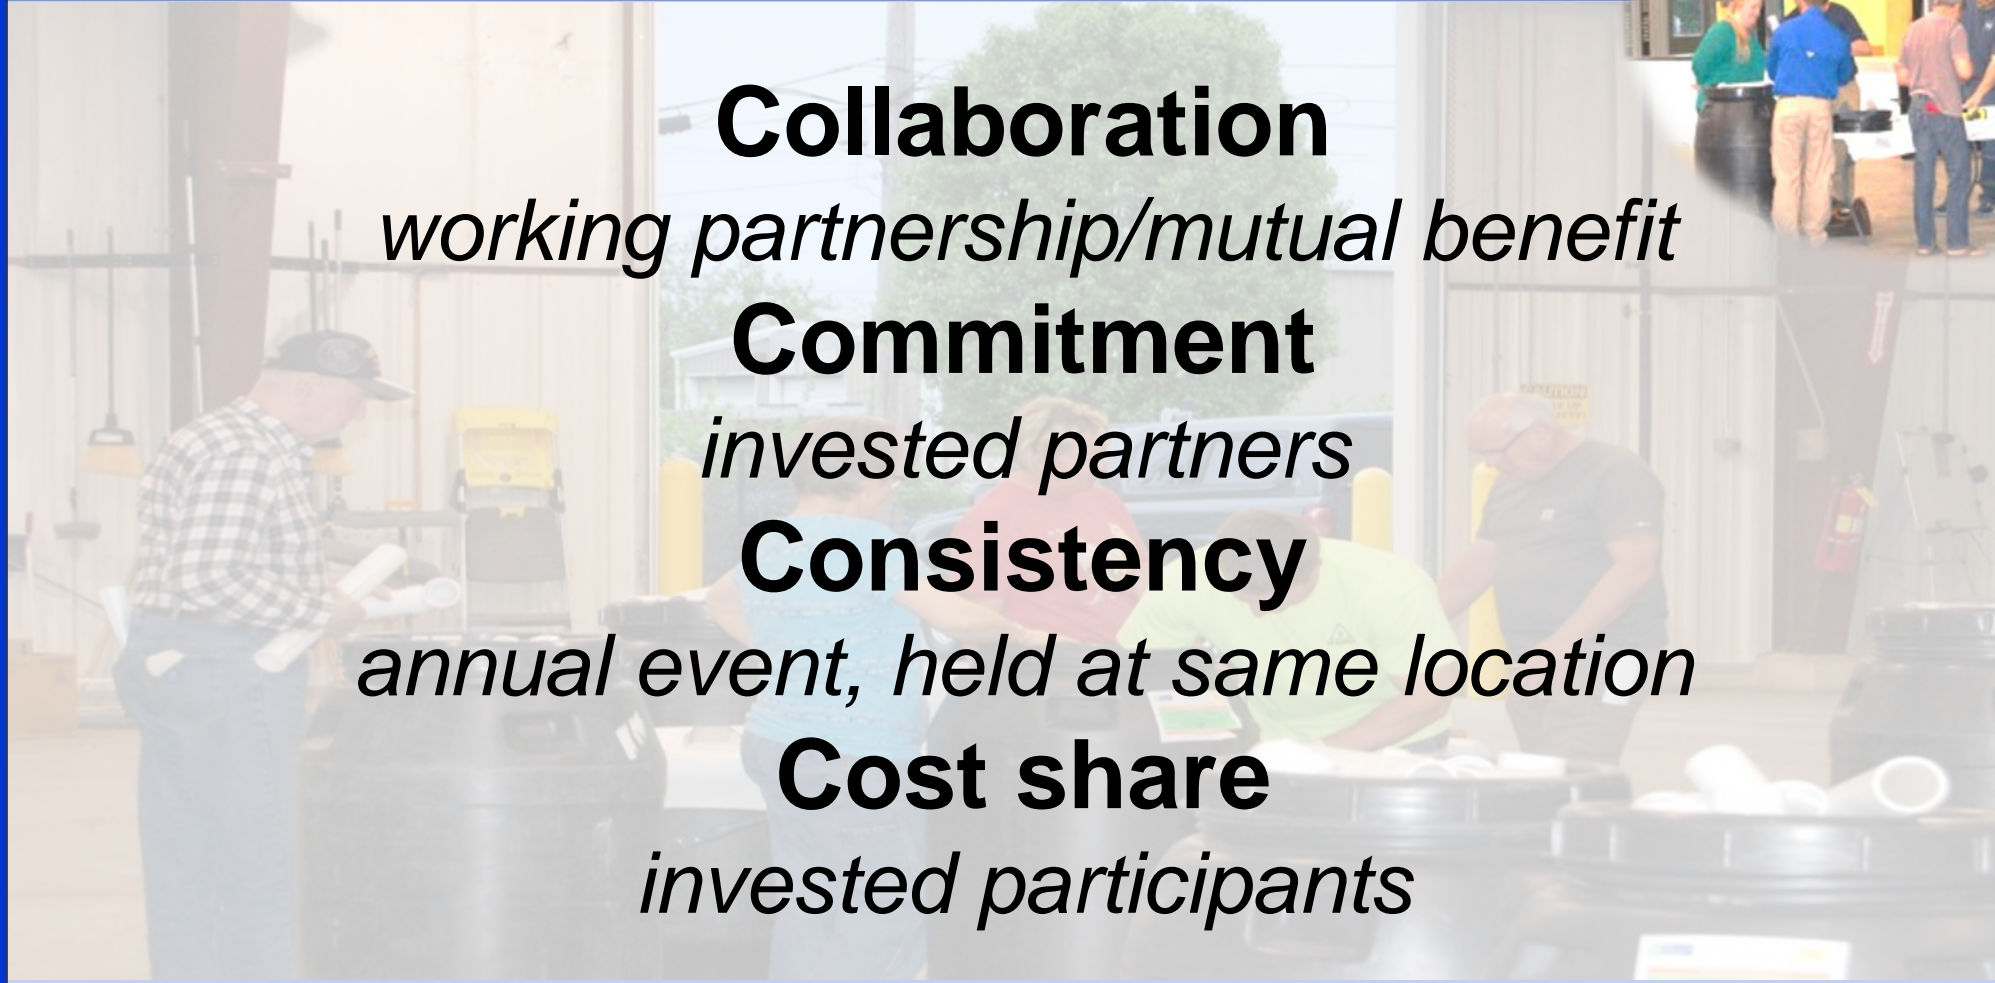 Collaboration
working partnership/mutual benefit
Commitment
invested partners
Consistency
annual event, held at same location
Cost share
invested participants
CAUTION